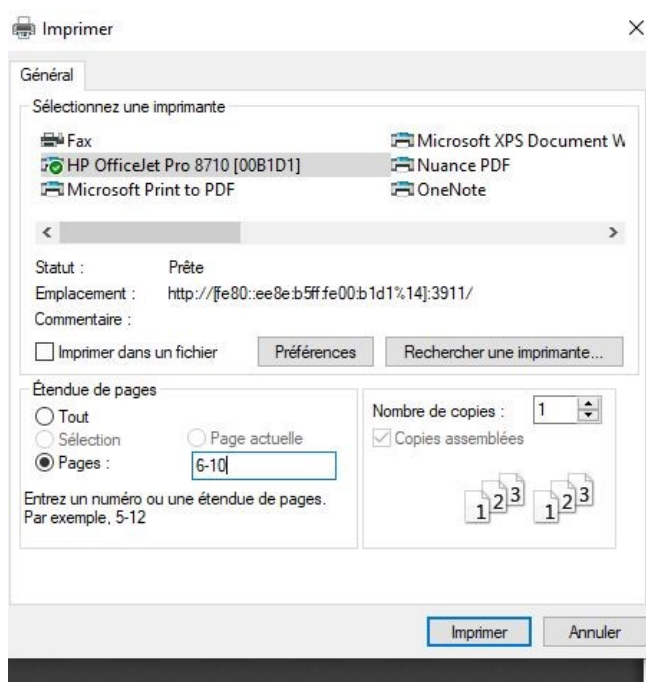 Imprimer
Général
Sélectionnez une imprimante
Fax
HP OfficeJet Pro 8710 [00B1D1]
Microsoft Print to PDF
Microsoft XPS Document W
Nuance PDF
OneNote
Statut : Prête
Emplacement : http://[fe80::ee8e:b5ff:fe00:b1d1%14]:3911/
Commentaire :
Imprimer dans un fichier Préférences Rechercher une imprimante...
Étendue de pages
Tout
Sélection Page actuelle
Pages : 6-10
Entrez un numéro ou une étendue de pages.
Par exemple, 5-12
Nombre de copies : 1
Copies assemblées
1 2 3 1 2 3
Imprimer Annuler